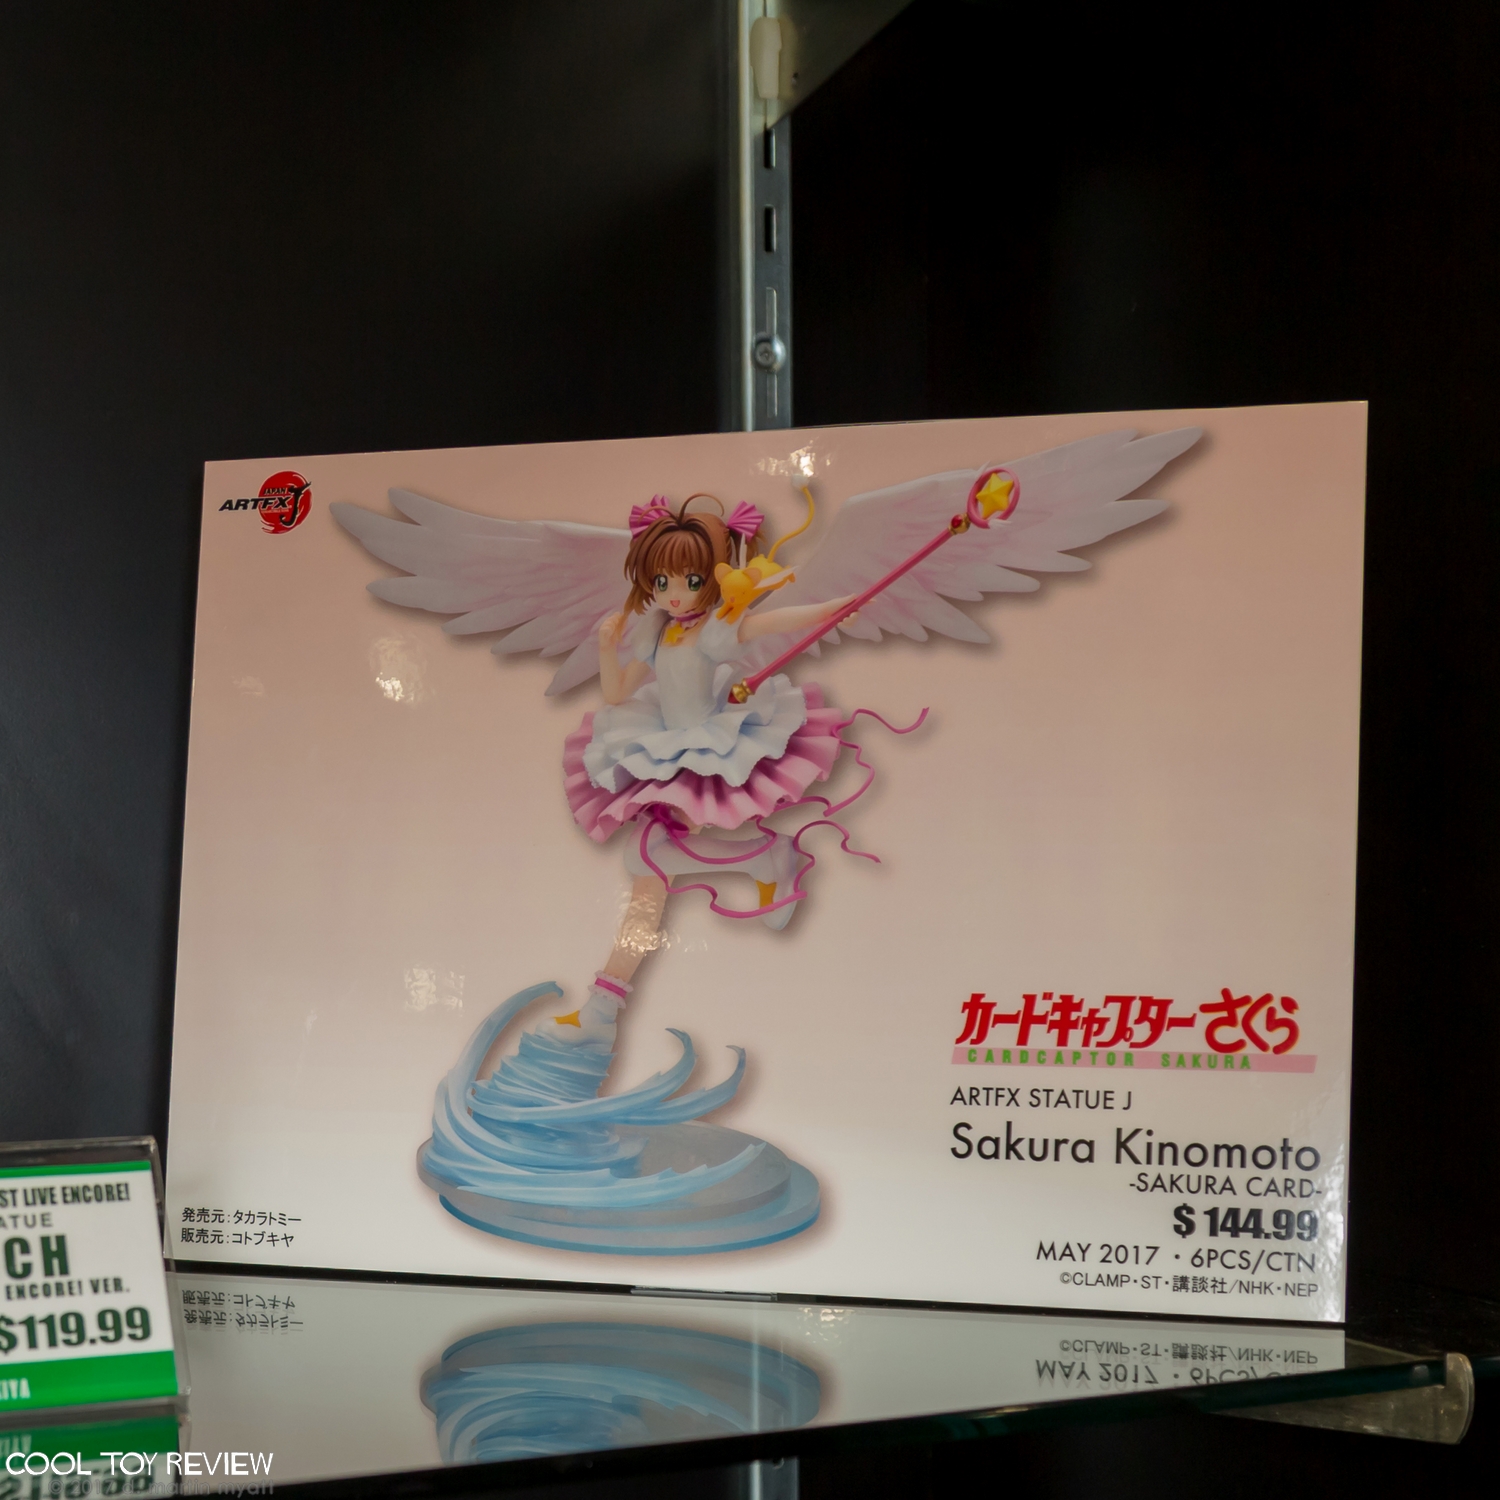 JAPAN
ARTFX J
カードキャプターさくら
CARDCAPTOR SAKURA
ARTFX STATUE J
Sakura Kinomoto
-SAKURA CARD-
$144.99
MAY 2017・6PCS/CTN
©CLAMP・ST・講談社/NHK・NEP
発売元:タカラトミー
販売元:コトブキヤ
ST LIVE ENCORE!
ATUE
CH
ENCORE! VER.
$119.99
KIYA
COOL TOY REVIEW